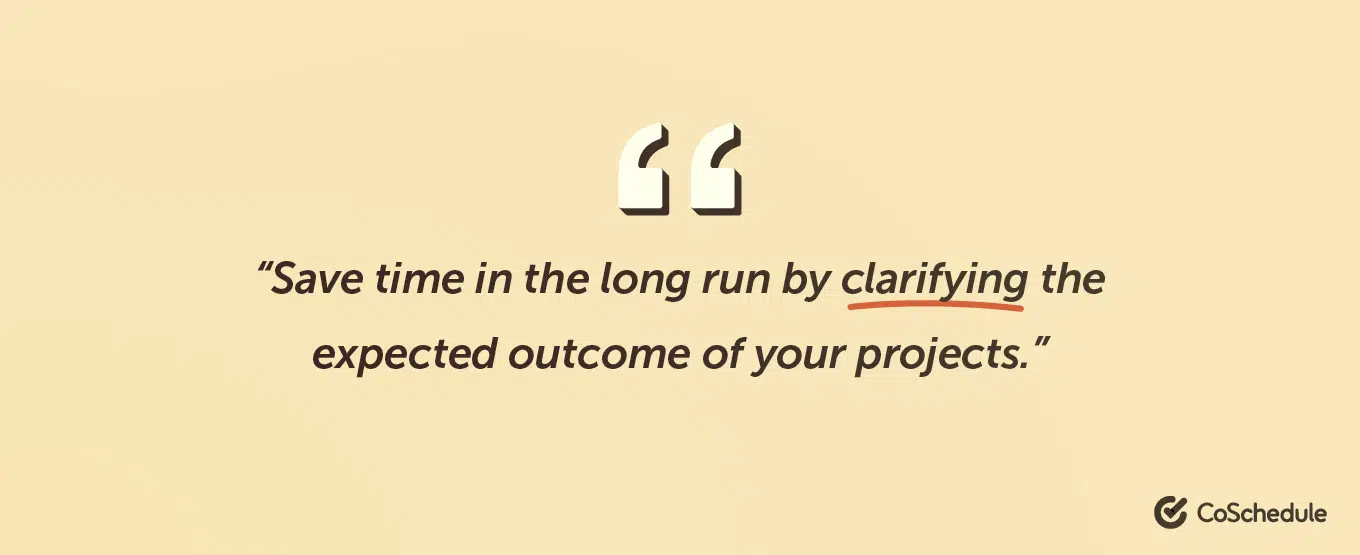 “Save time in the long run by clarifying the
expected outcome of your projects.”
CoSchedule